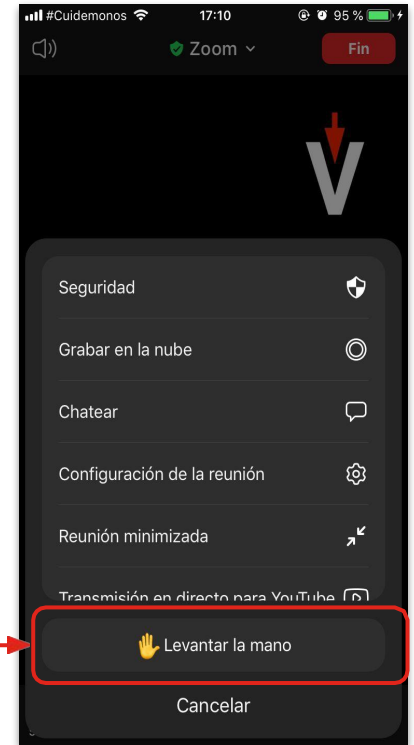 #Cuidemonos 17:10 95 %
Zoom Fin
V
Seguridad
Grabar en la nube
Chatear
Configuración de la reunión
Reunión minimizada
Transmisión en directo para YouTube
Levantar la mano
Cancelar